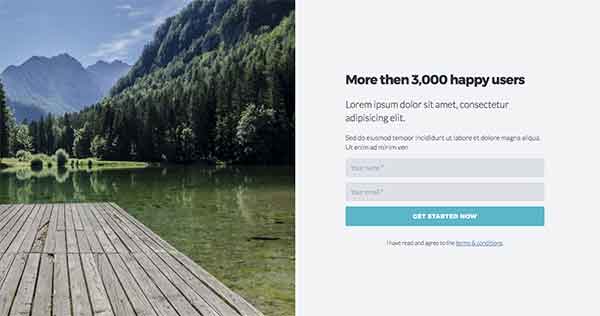 More then 3,000 happy users
Lorem ipsum dolor sit amet, consectetur
adipisicing elit.
Sed do eiusmod tempor incididunt ut labore et dolore magna aliqua.
Ut enim ad minim ven
Your name *
Your email *
GET STARTED NOW
I have read and agree to the terms & conditions.